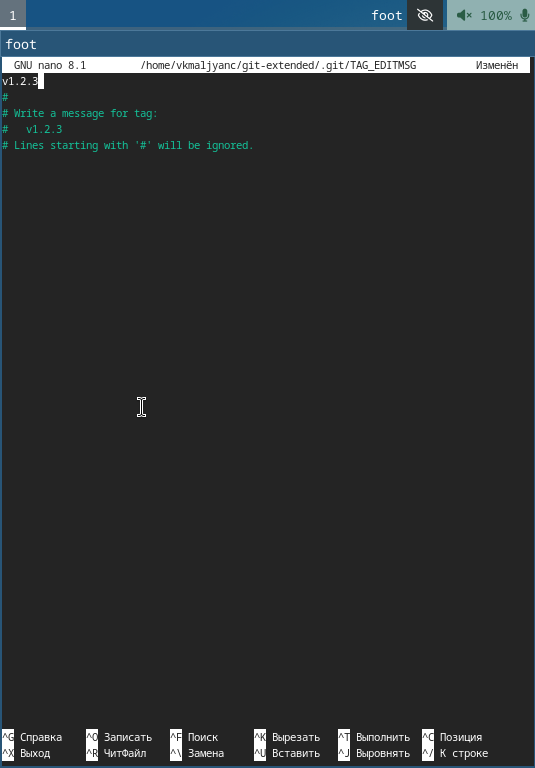 1 foot 100%
foot
GNU nano 8.1 /home/vkmaljyanc/git-extended/.git/TAG_EDITMSG Изменён
v1.2.3
#
# Write a message for tag:
#   v1.2.3
# Lines starting with '#' will be ignored.
^G Справка ^O Записать ^F Поиск ^K Вырезать ^T Выполнить ^C Позиция
^X Выход ^R ЧитФайл ^\ Замена ^U Вставить ^J Выровнять ^/ К строке